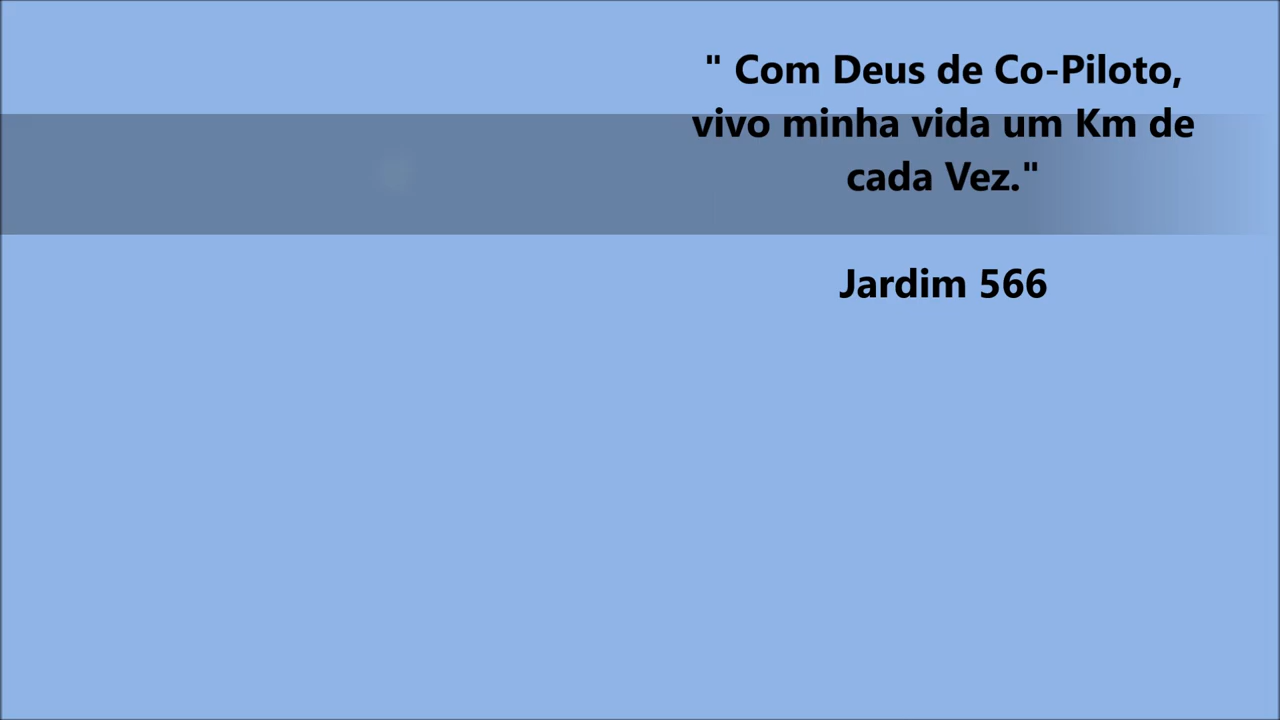 " Com Deus de Co-Piloto,
vivo minha vida um Km de
cada Vez."
Jardim 566